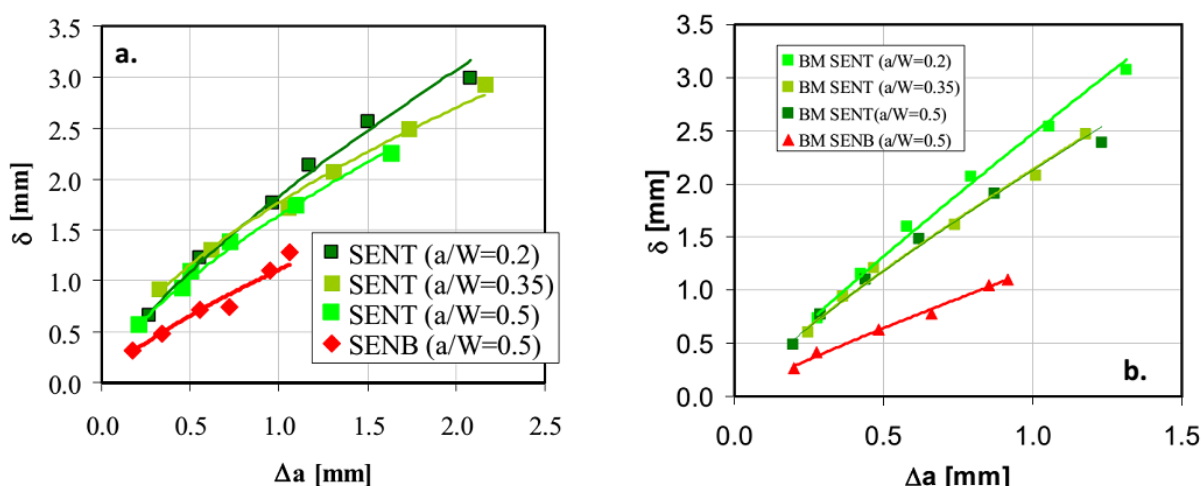 a.
3.5
3.0
2.5
2.0
1.5
1.0
0.5
0.0
δ [mm]
SENT (a/W=0.2)
SENT (a/W=0.35)
SENT (a/W=0.5)
SENB (a/W=0.5)
0.0 0.5 1.0 1.5 2.0 2.5
Δa [mm]
3.5
3.0
2.5
2.0
1.5
1.0
0.5
0.0
δ [mm]
BM SENT (a/W=0.2)
BM SENT (a/W=0.35)
BM SENT(a/W=0.5)
BM SENB (a/W=0.5)
b.
0.0 0.5 1.0 1.5
Δa [mm]